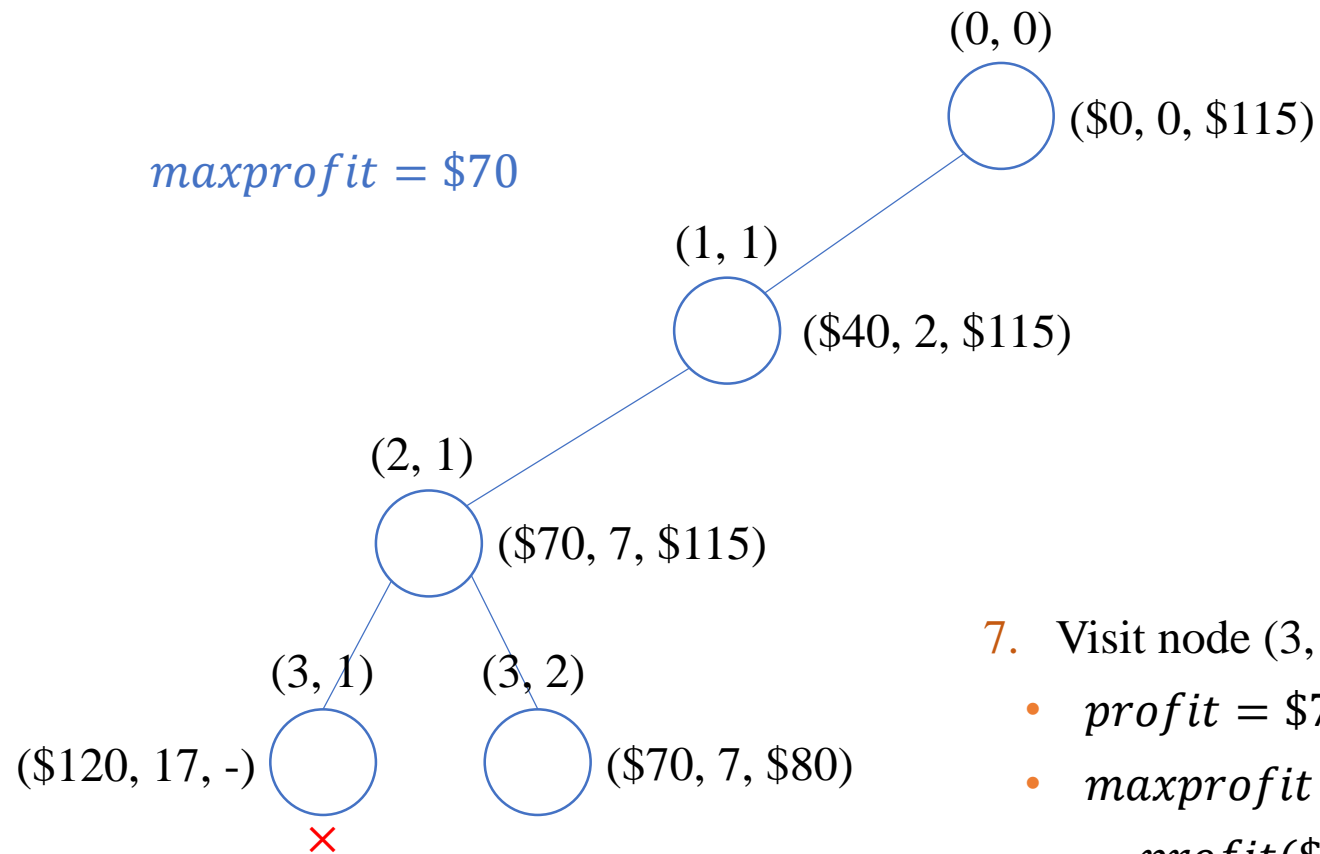 (0, 0)
($0, 0, $115)
maxprofit = $70
(1, 1)
($40, 2, $115)
(2, 1)
($70, 7, $115)
(3, 1)
(3, 2)
($120, 17, -)
($70, 7, $80)
×
7. Visit node (3,
• profit = $7
• maxprofit
profit($